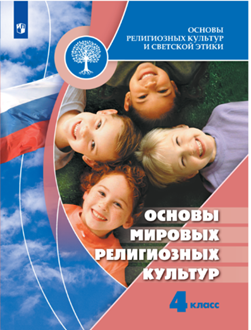 ОСНОВЫ
РЕЛИГИОЗНЫХ КУЛЬТУР
И СВЕТСКОЙ ЭТИКИ
ОСНОВЫ
МИРОВЫХ
РЕЛИГИОЗНЫХ
КУЛЬТУР
4 КЛАСС